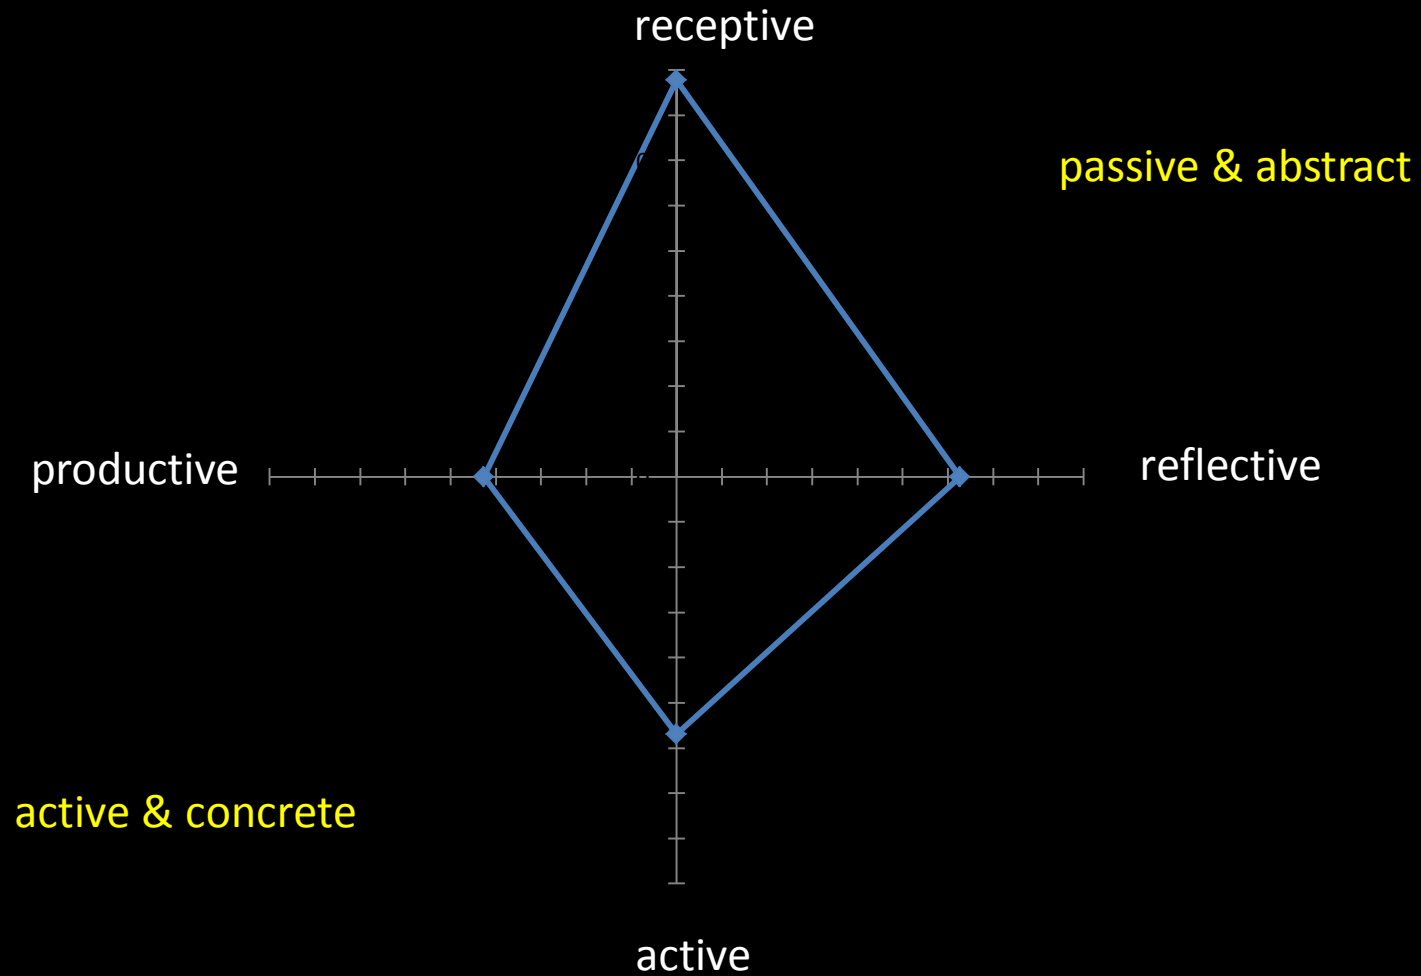 receptive
passive & abstract
productive
reflective
active & concrete
active